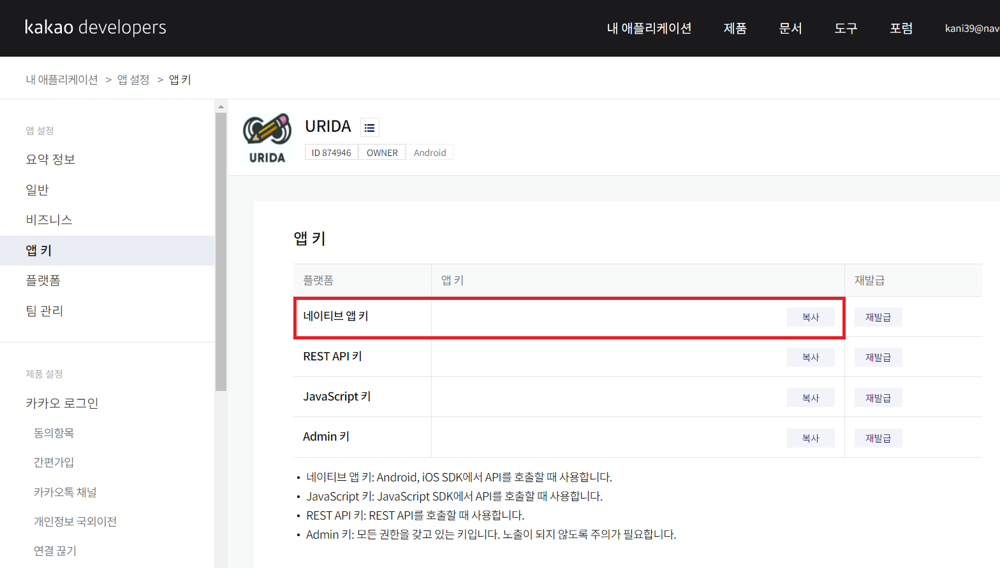 kakao developers
내 애플리케이션 제품 문서 도구 포럼 kani39@nav
내 애플리케이션 > 앱 설정 > 앱 키
앱 설정
요약 정보
일반
비즈니스
앱 키
플랫폼
팀 관리
제품 설정
카카오 로그인
동의항목
간편가입
카카오톡 채널
개인정보 국외이전
연결 끊기
URIDA
URIDA
ID 874946 OWNER Android
앱 키
플랫폼 앱 키 재발급
네이티브 앱 키 복사 재발급
REST API 키 복사 재발급
JavaScript 키 복사 재발급
Admin 키 복사 재발급
• 네이티브 앱 키: Android, iOS SDK에서 API를 호출할 때 사용합니다.
• JavaScript 키: JavaScript SDK에서 API를 호출할 때 사용합니다.
• REST API 키: REST API를 호출할 때 사용합니다.
• Admin 키: 모든 권한을 갖고 있는 키입니다. 노출이 되지 않도록 주의가 필요합니다.